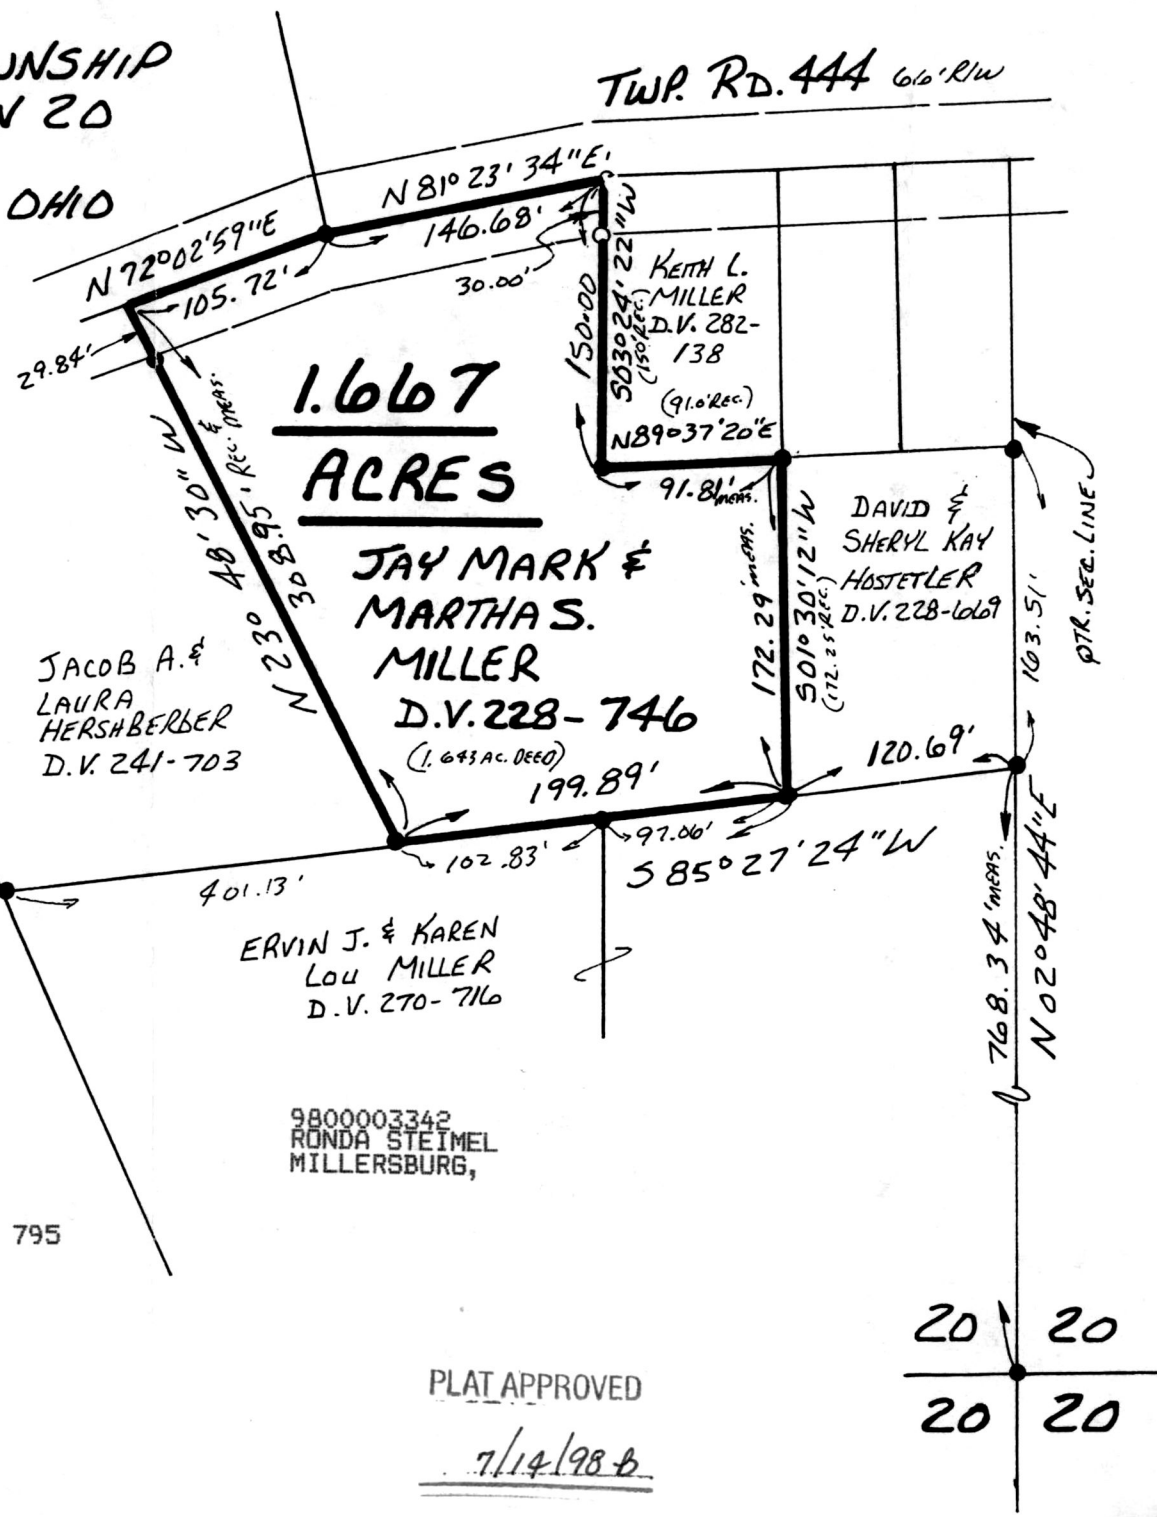 UNSHIP
N 20
OHIO
TWP. RD. 444 66' R/W
N 81° 23' 34" E
146.68'
N 72° 02' 59" E
105.72'
30.00'
29.84'
150.00
S 03° 24' 22" W
(150' REC.)
KEITH L.
MILLER
D.V. 282-
138
(91.0' REC.)
N 89° 37' 20" E
91.81' MEAS.
1.667
ACRES
JAY MARK &
MARTHA S.
MILLER
D.V. 228-746
(1.643 AC. DEED)
N 23° 48' 30" W
308.95' REC. & MEAS.
172.29' MEAS.
S 01° 30' 12" W
(172.25' REC.)
DAVID &
SHERYL KAY
HOSTETLER
D.V. 228-669
163.51'
QTR. SEC. LINE
JACOB A. &
LAURA
HERSHBERBER
D.V. 241-703
199.89'
120.69'
102.83'
97.06'
S 85° 27' 24" W
401.13'
ERVIN J. & KAREN
LOU MILLER
D.V. 270-716
768.34' MEAS.
N 02° 48' 44" E
9800003342
RONDA STEIMEL
MILLERSBURG,
795
20 20
20 20
PLAT APPROVED
7/14/98 B